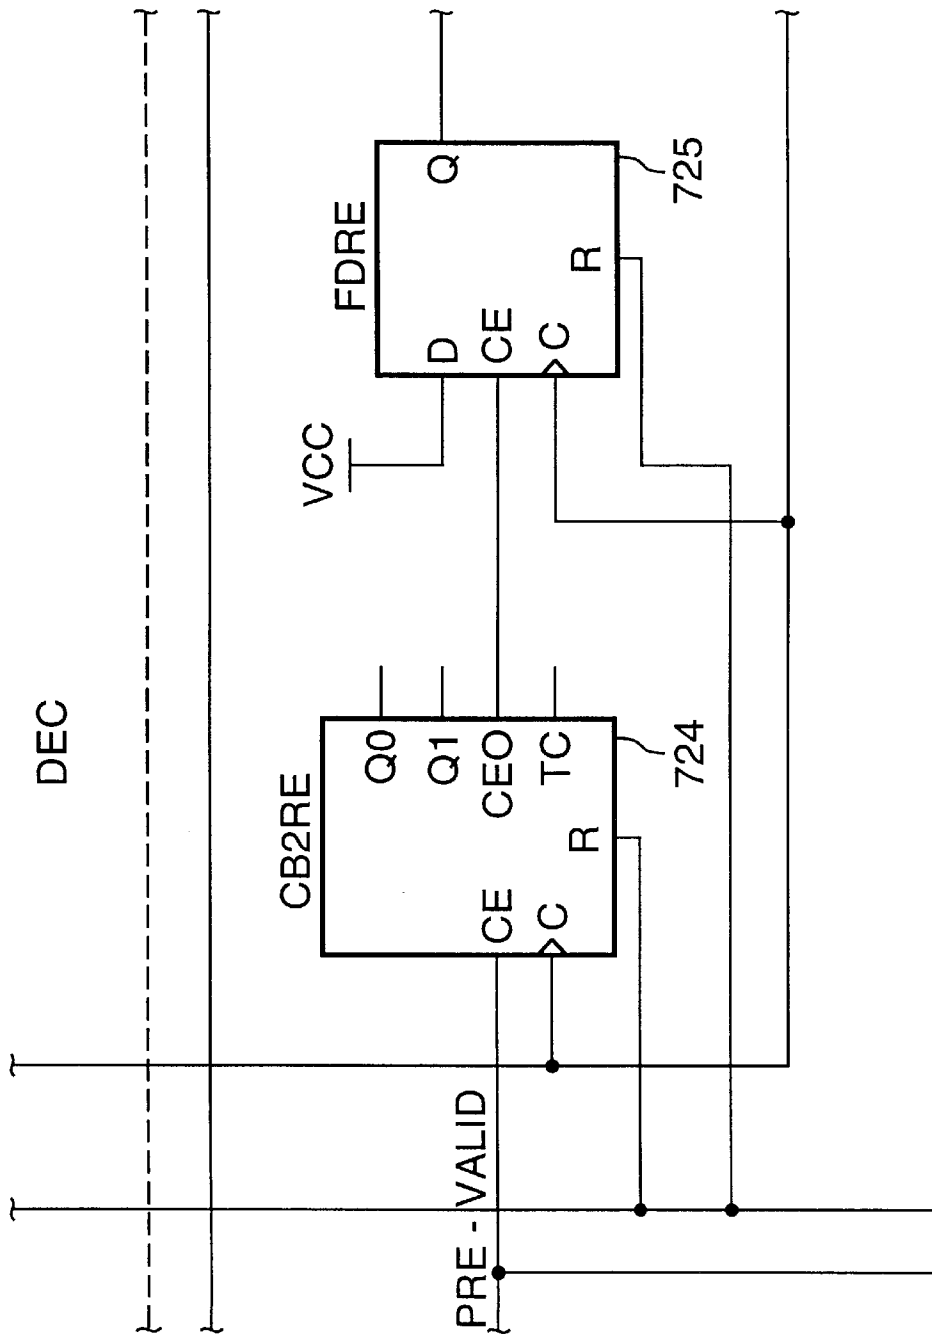 DEC
CB2RE
Q0
Q1
CEO
TC
CE
C
R
724
PRE - VALID
VCC
FDRE
D
Q
CE
C
R
725